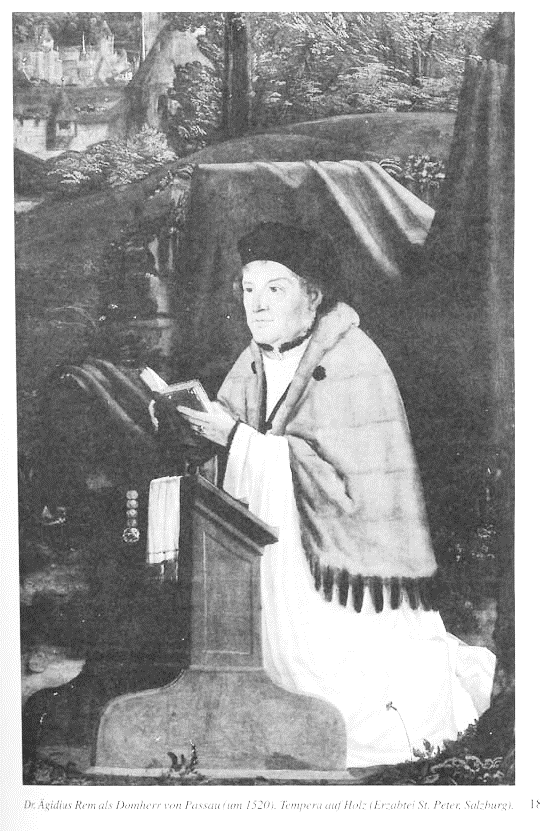 Dr. Ägidius Rem als Domherr von Passau (um 1520). Tempera auf Holz (Erzabtei St. Peter, Salzburg).